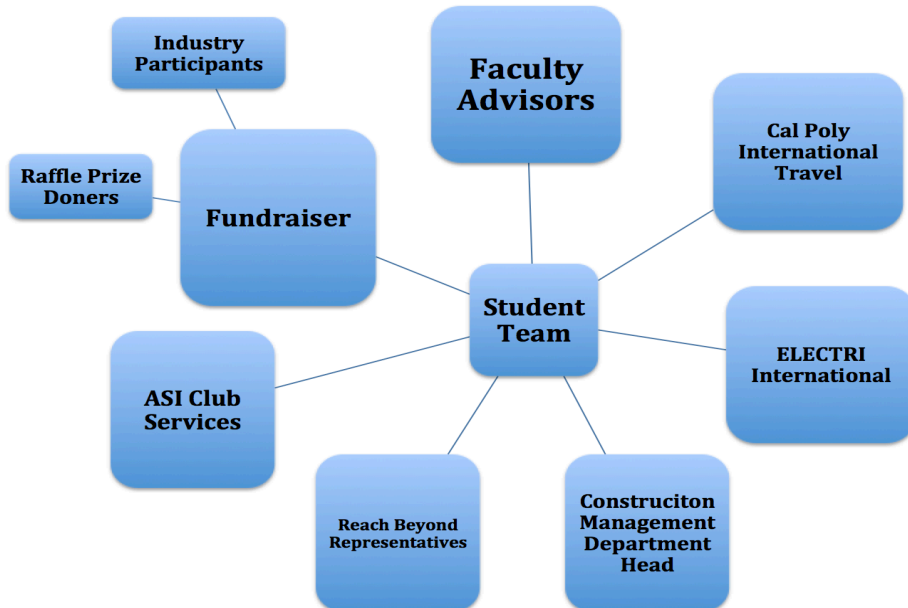 Industry
Participants
Faculty
Advisors
Cal Poly
International
Travel
Raffle Prize
Doners
Fundraiser
Student
Team
ELECTRI
International
ASI Club
Services
Reach Beyond
Representatives
Construciton
Management
Department
Head